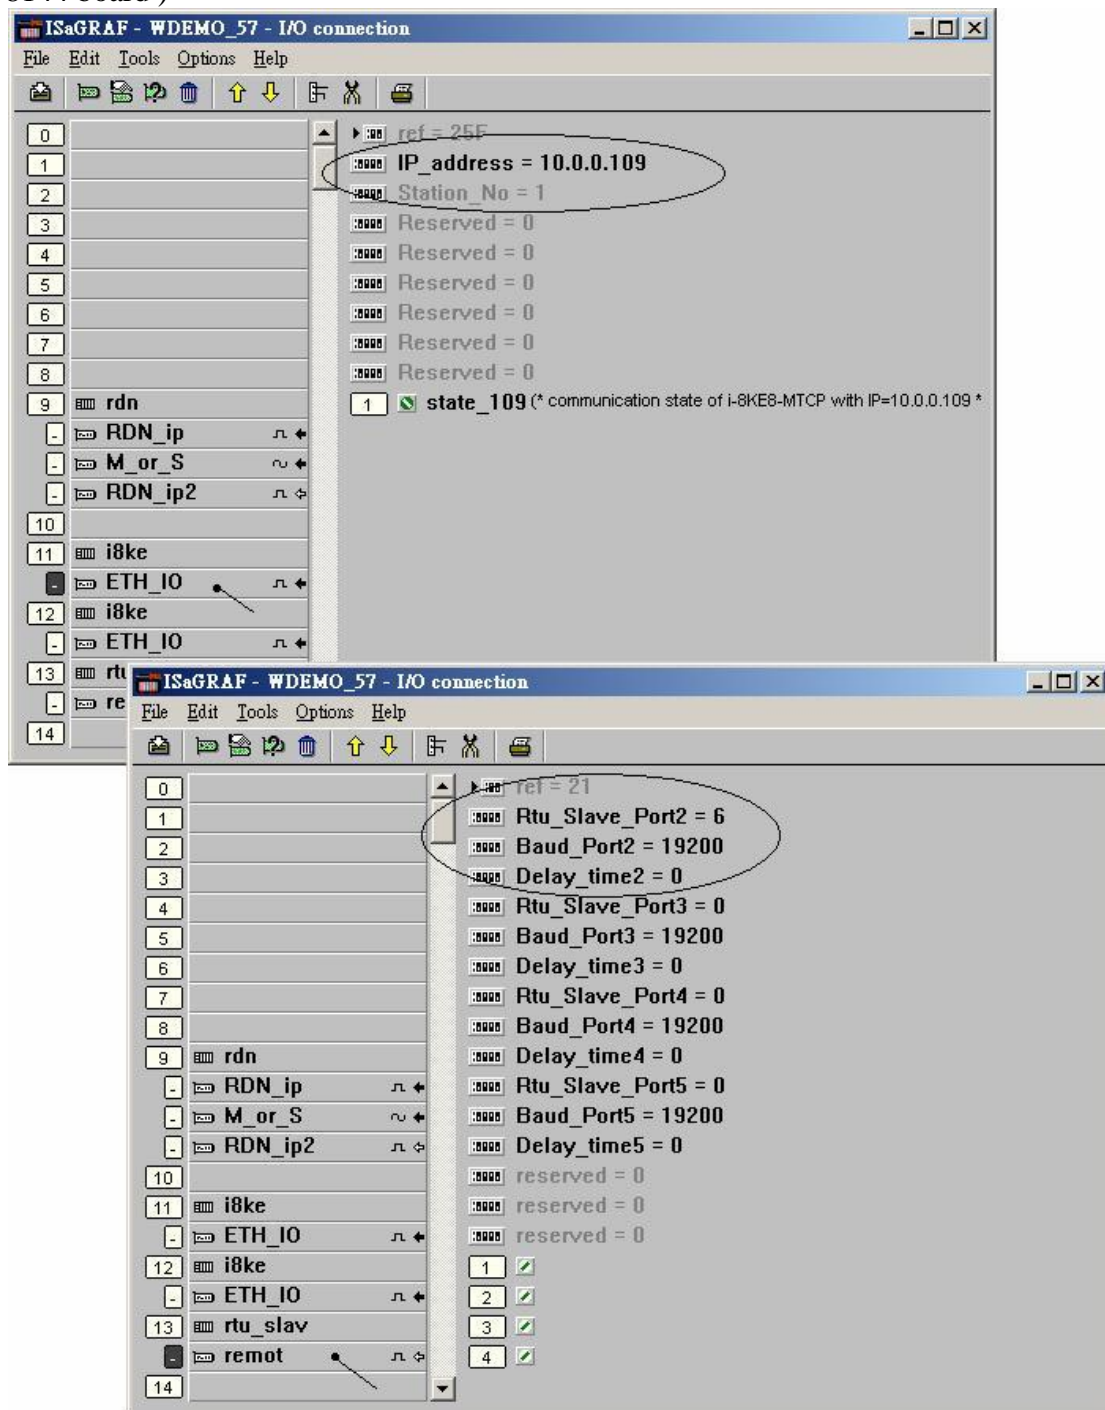 8144 board )
ISaGRAF - WDEMO_57 - I/O connection
File Edit Tools Options Help
0
1
2
3
4
5
6
7
8
9 rdn
- RDN_ip
- M_or_S
- RDN_ip2
10
11 i8ke
- ETH_IO
12 i8ke
- ETH_IO
13
14
ref = 25F
IP_address = 10.0.0.109
Station_No = 1
Reserved = 0
Reserved = 0
Reserved = 0
Reserved = 0
Reserved = 0
Reserved = 0
1 state_109 (* communication state of i-8KE8-MTCP with IP=10.0.0.109 *
ISaGRAF - WDEMO_57 - I/O connection
File Edit Tools Options Help
0
1
2
3
4
5
6
7
8
9 rdn
- RDN_ip
- M_or_S
- RDN_ip2
10
11 i8ke
- ETH_IO
12 i8ke
- ETH_IO
13 rtu_slav
- remot
14
ref = 21
Rtu_Slave_Port2 = 6
Baud_Port2 = 19200
Delay_time2 = 0
Rtu_Slave_Port3 = 0
Baud_Port3 = 19200
Delay_time3 = 0
Rtu_Slave_Port4 = 0
Baud_Port4 = 19200
Delay_time4 = 0
Rtu_Slave_Port5 = 0
Baud_Port5 = 19200
Delay_time5 = 0
reserved = 0
reserved = 0
reserved = 0
1
2
3
4